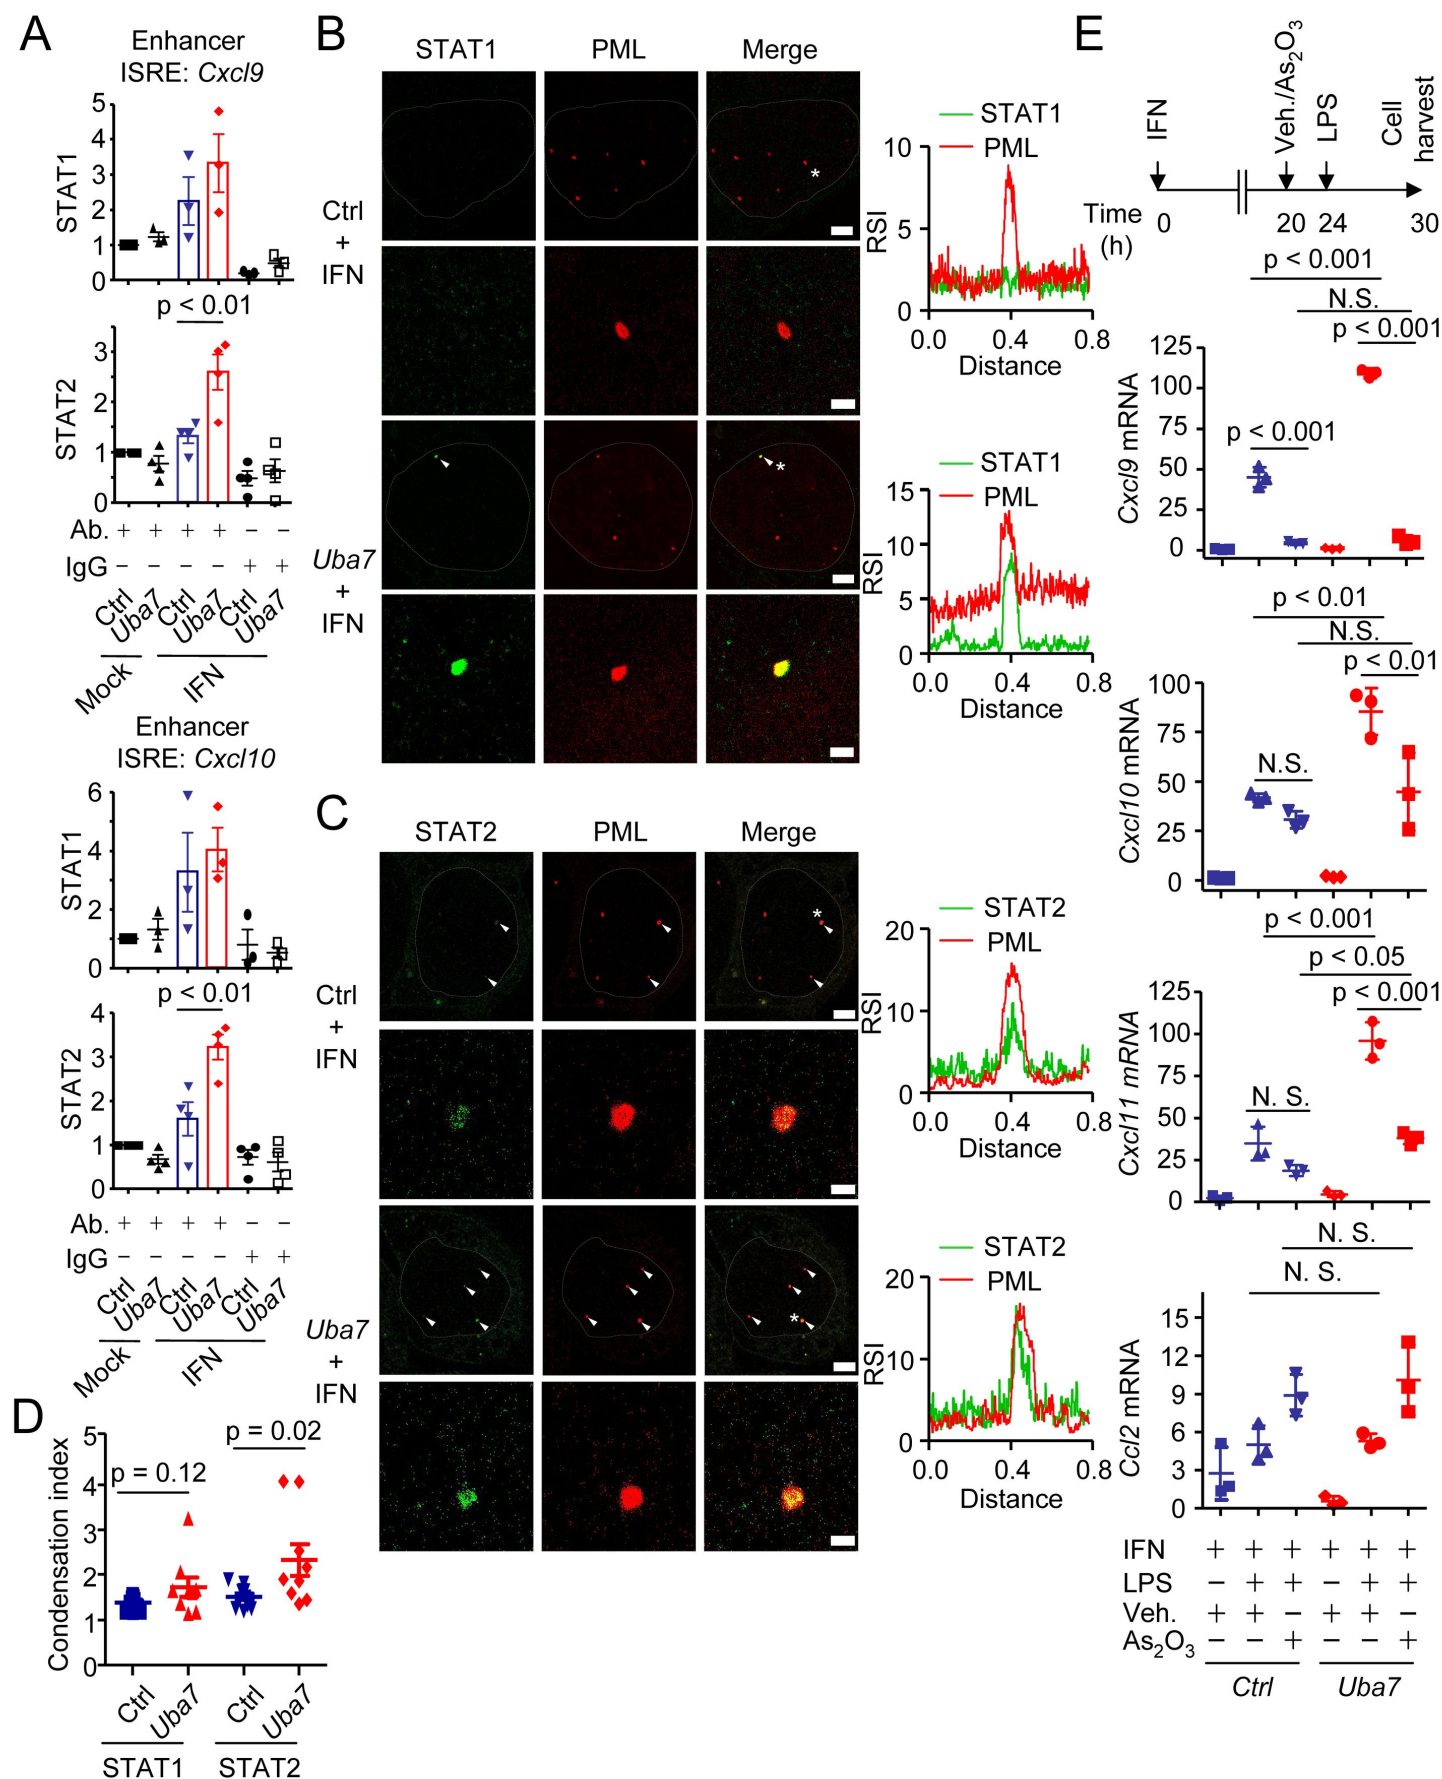 A
Enhancer
ISRE: Cxcl9
STAT1
5
4
3
2
1
0
p < 0.01
STAT2
3
2
1
0
Ab. + + + + − −
IgG − − − − + +
Ctrl Uba7 Ctrl Uba7 Ctrl Uba7
Mock IFN
Enhancer
ISRE: Cxcl10
STAT1
6
4
2
0
p < 0.01
STAT2
4
3
2
1
0
Ab. + + + + − −
IgG − − − − + +
Ctrl Uba7 Ctrl Uba7 Ctrl Uba7
Mock IFN
B
STAT1 PML Merge
Ctrl
+
IFN
*
Uba7
+
IFN
*
STAT1
PML
RSI
10
5
0
0.0 0.4 0.8
Distance
STAT1
PML
RSI
15
10
5
0
0.0 0.4 0.8
Distance
C
STAT2 PML Merge
Ctrl
+
IFN
*
Uba7
+
IFN
*
STAT2
PML
RSI
20
10
0
0.0 0.4 0.8
Distance
STAT2
PML
RSI
20
10
0
0.0 0.4 0.8
Distance
D
Condensation index
5
4
3
2
1
0
p = 0.12
p = 0.02
Ctrl Uba7 Ctrl Uba7
STAT1 STAT2
E
IFN
Veh./As2O3
LPS
Cell
harvest
Time
(h)
0 20 24 30
p < 0.001
N.S.
p < 0.001
Cxcl9 mRNA
125
100
75
50
25
0
p < 0.001
p < 0.01
N.S.
p < 0.01
Cxcl10 mRNA
100
75
50
25
0
N.S.
p < 0.001
p < 0.05
p < 0.001
Cxcl11 mRNA
125
100
75
50
25
0
N. S.
N. S.
N. S.
Ccl2 mRNA
15
12
9
6
3
0
IFN + + + + + +
LPS − + + − + +
Veh. + + − + + −
As2O3 − − + − − +
Ctrl Uba7